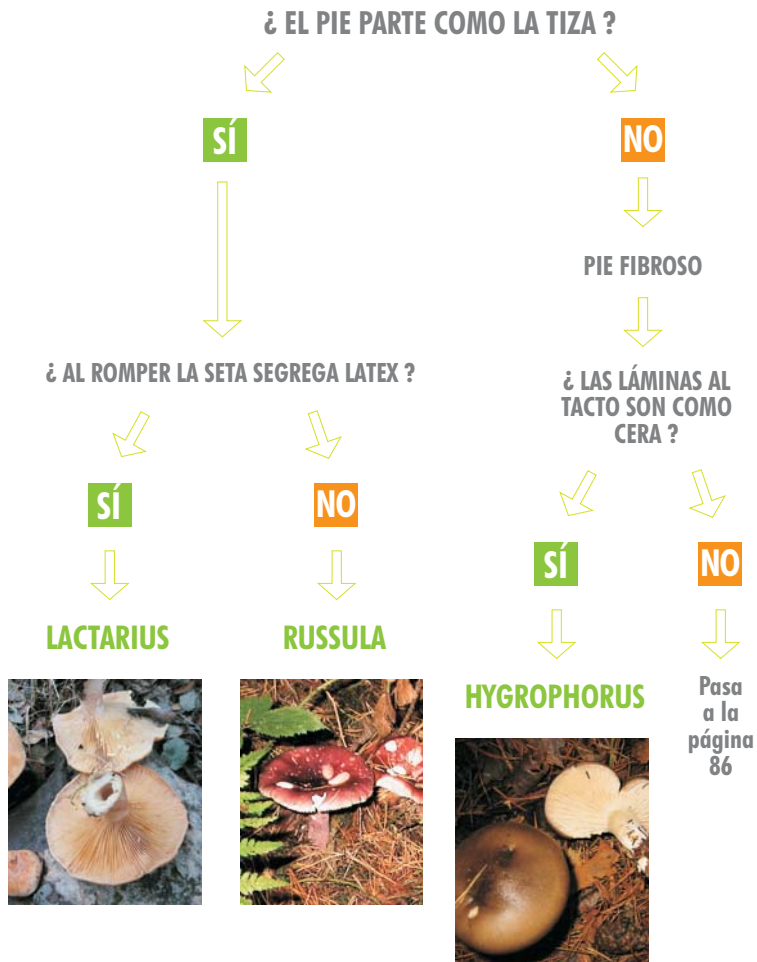 ¿ EL PIE PARTE COMO LA TIZA ?
SÍ
NO
PIE FIBROSO
¿ AL ROMPER LA SETA SEGREGA LATEX ?
¿ LAS LÁMINAS AL
TACTO SON COMO
CERA ?
SÍ
NO
SÍ
NO
LACTARIUS
RUSSULA
HYGROPHORUS
Pasa
a la
página
86